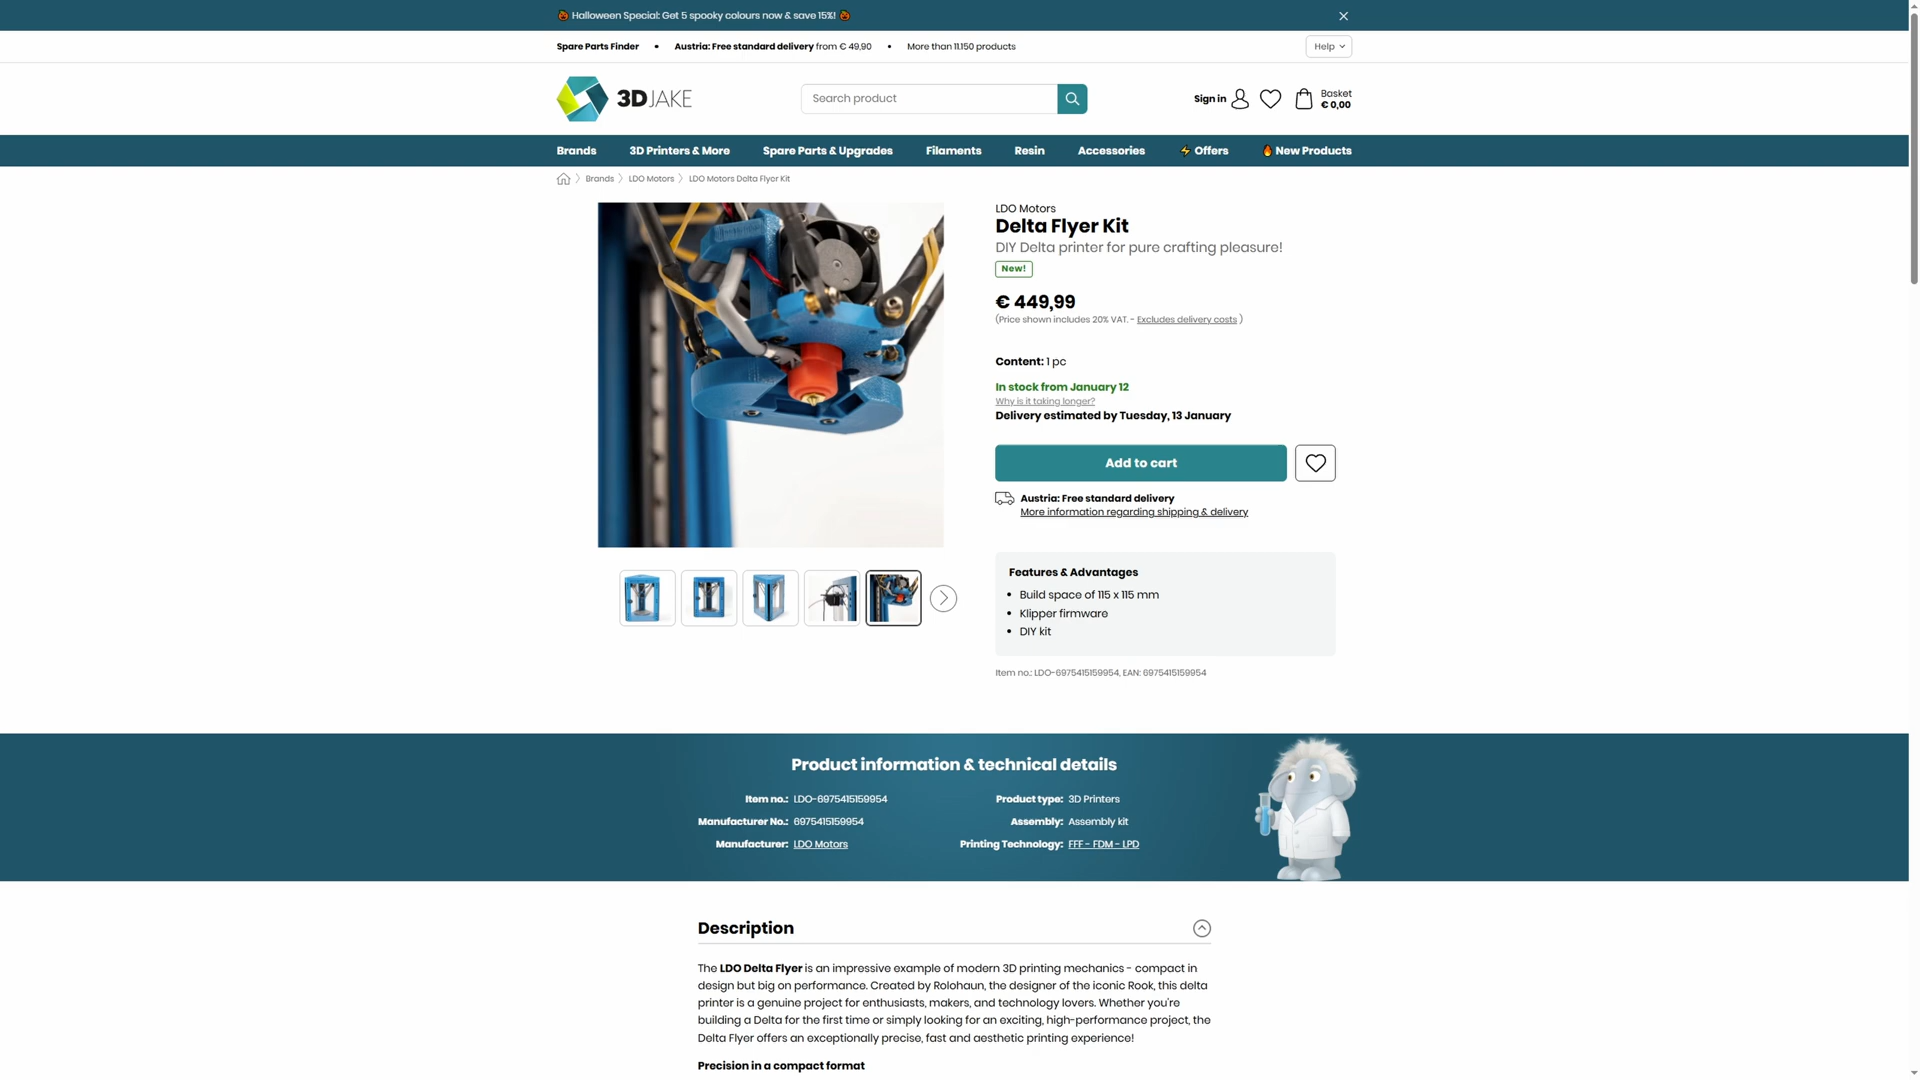 🎃 Halloween Special: Get 5 spooky colours now & save 15%! 🎃
Spare Parts Finder • Austria: Free standard delivery from € 49,90 • More than 11.150 products
Help
3DJAKE
Search product
Sign in
Basket
€ 0,00
Brands
3D Printers & More
Spare Parts & Upgrades
Filaments
Resin
Accessories
⚡ Offers
🔥 New Products
Brands
LDO Motors
LDO Motors Delta Flyer Kit
LDO Motors
Delta Flyer Kit
DIY Delta printer for pure crafting pleasure!
New!
€ 449,99
(Price shown includes 20% VAT. - Excludes delivery costs )
Content: 1 pc
In stock from January 12
Why is it taking longer?
Delivery estimated by Tuesday, 13 January
Add to cart
Austria: Free standard delivery
More information regarding shipping & delivery
Features & Advantages
• Build space of 115 x 115 mm
• Klipper firmware
• DIY kit
Item no.: LDO-6975415159954, EAN: 6975415159954
Product information & technical details
Item no.: LDO-6975415159954
Manufacturer No.: 6975415159954
Manufacturer: LDO Motors
Product type: 3D Printers
Assembly: Assembly kit
Printing Technology: FFF - FDM - LPD
Description
The LDO Delta Flyer is an impressive example of modern 3D printing mechanics - compact in
design but big on performance. Created by Rolohaun, the designer of the iconic Rook, this delta
printer is a genuine project for enthusiasts, makers, and technology lovers. Whether you're
building a Delta for the first time or simply looking for an exciting, high-performance project, the
Delta Flyer offers an exceptionally precise, fast and aesthetic printing experience!
Precision in a compact format